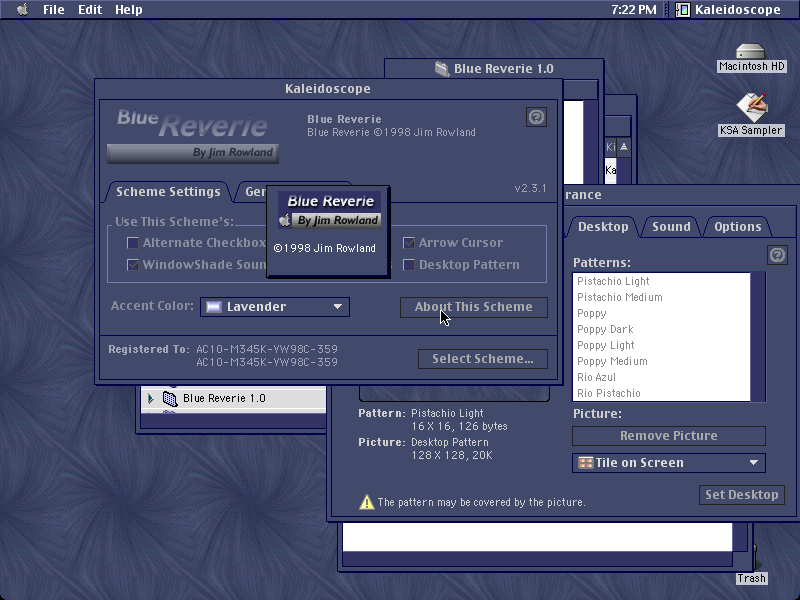 File Edit Help
7:22 PM
Kaleidoscope
Macintosh HD
KSA Sampler
Trash
Blue Reverie 1.0
Kaleidoscope
Blue Reverie
By Jim Rowland
Blue Reverie
Blue Reverie ©1998 Jim Rowland
v2.3.1
Scheme Settings
Gen
Use This Scheme's:
Alternate Checkbox
WindowShade Soun
Arrow Cursor
Desktop Pattern
Blue Reverie
By Jim Rowland
©1998 Jim Rowland
Accent Color:
Lavender
About This Scheme
Registered To: AC10-M345K-VW98C-359
AC10-M345K-VW98C-359
Select Scheme...
Blue Reverie 1.0
Ki
Ka
rance
Desktop
Sound
Options
Patterns:
Pistachio Light
Pistachio Medium
Poppy
Poppy Dark
Poppy Light
Poppy Medium
Rio Azul
Rio Pistachio
Picture:
Remove Picture
Tile on Screen
Set Desktop
Pattern: Pistachio Light
16 X 16, 126 bytes
Picture: Desktop Pattern
128 X 128, 20K
The pattern may be covered by the picture.